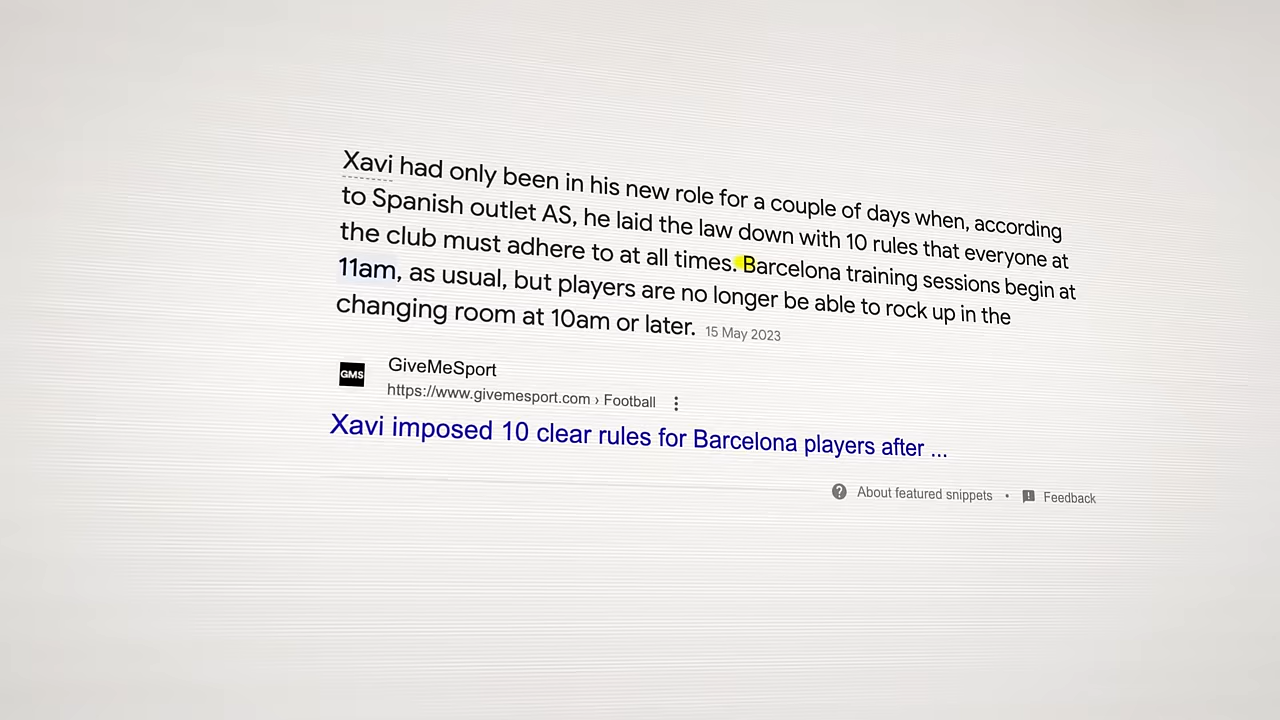 Xavi had only been in his new role for a couple of days when, according
to Spanish outlet AS, he laid the law down with 10 rules that everyone at
the club must adhere to at all times. Barcelona training sessions begin at
11am, as usual, but players are no longer be able to rock up in the
changing room at 10am or later. 15 May 2023
GMS
GiveMeSport
https://www.givemesport.com › Football
Xavi imposed 10 clear rules for Barcelona players after ...
About featured snippets • Feedback